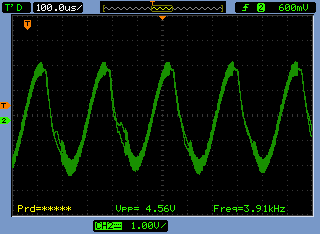 T'D 100.0us/ 2 600mV
T
T
2
Prd=***** Vpp= 4.56V Freq=3.91kHz
CH2 1.00V/